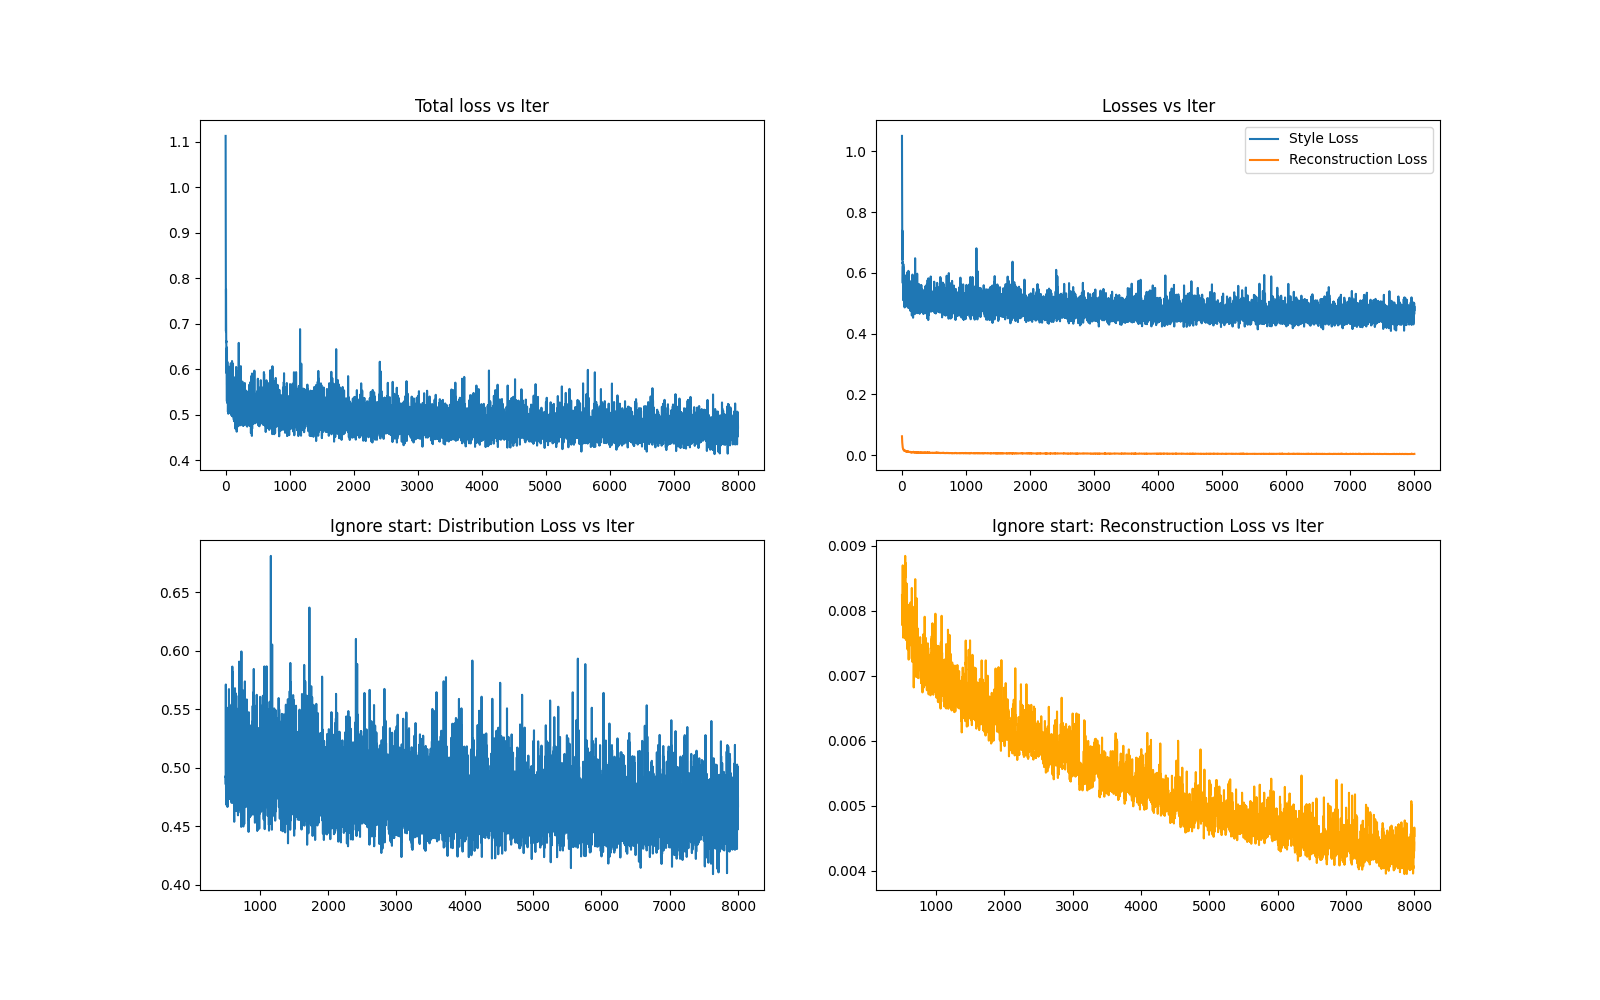 Total loss vs Iter
1.1
1.0
0.9
0.8
0.7
0.6
0.5
0.4
0 1000 2000 3000 4000 5000 6000 7000 8000
Losses vs Iter
Style Loss
Reconstruction Loss
1.0
0.8
0.6
0.4
0.2
0.0
0 1000 2000 3000 4000 5000 6000 7000 8000
Ignore start: Distribution Loss vs Iter
0.65
0.60
0.55
0.50
0.45
0.40
1000 2000 3000 4000 5000 6000 7000 8000
Ignore start: Reconstruction Loss vs Iter
0.009
0.008
0.007
0.006
0.005
0.004
1000 2000 3000 4000 5000 6000 7000 8000